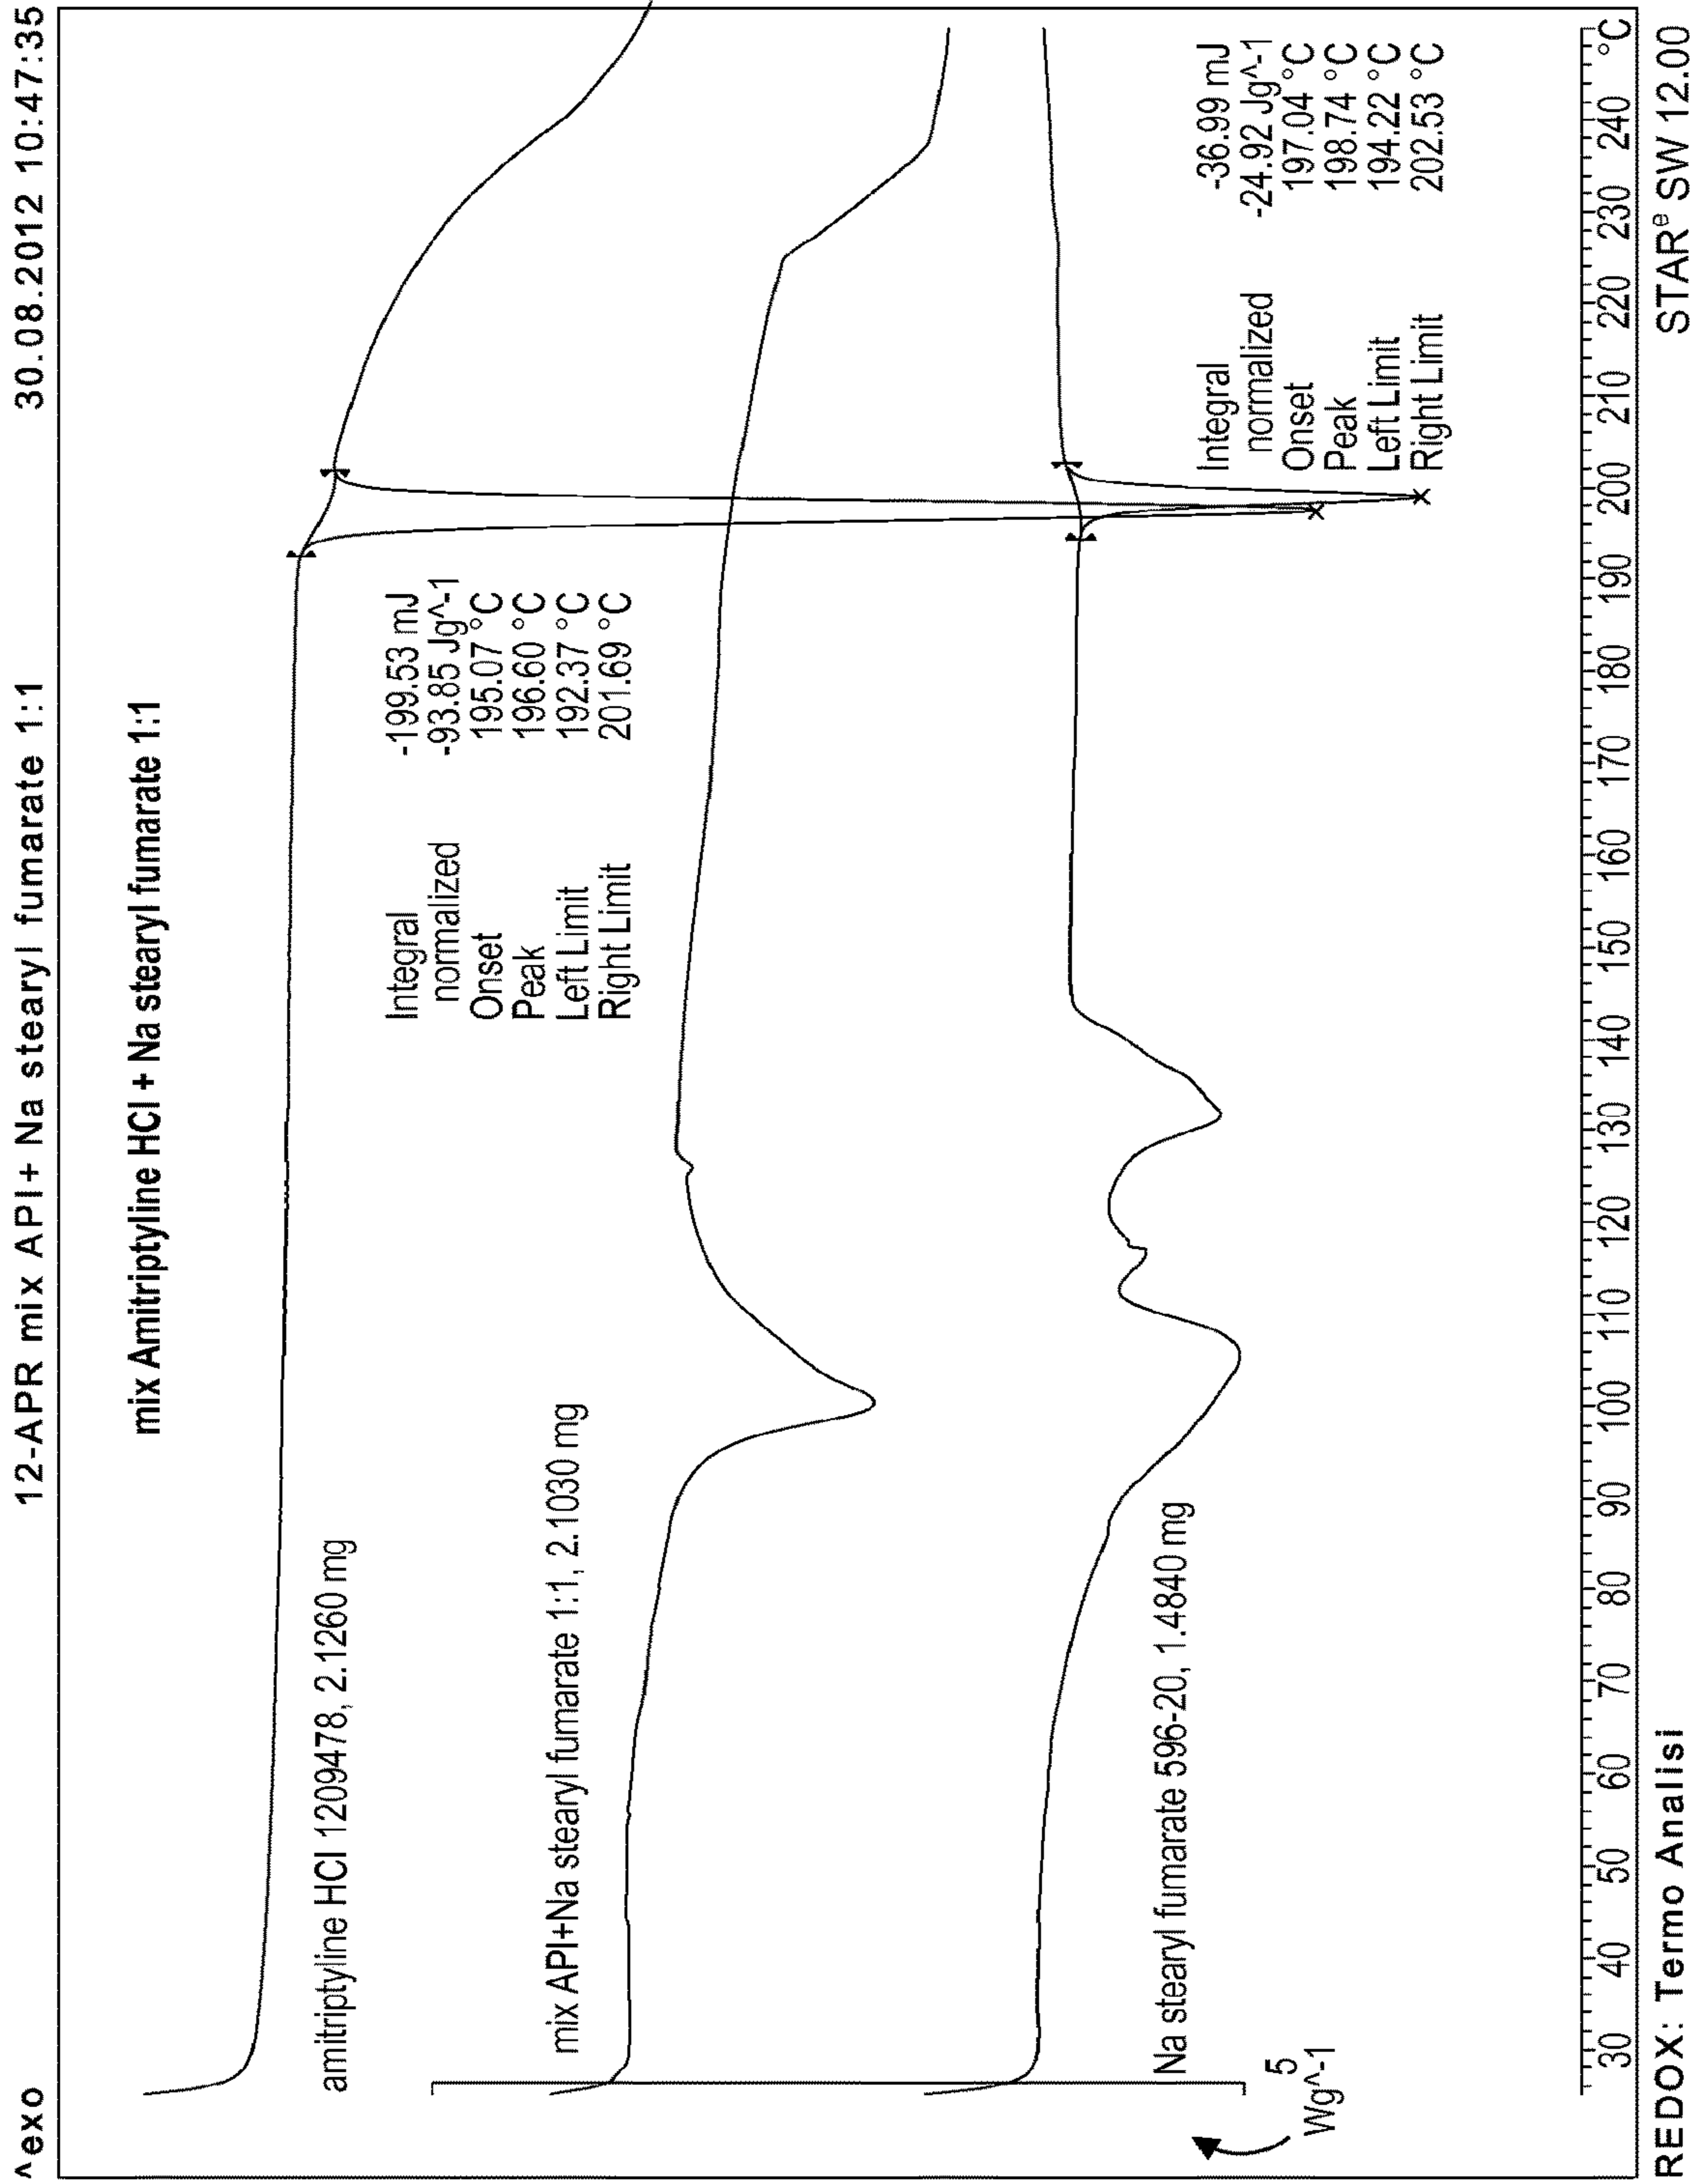 ^exo
12-APR mix API+ Na stearyl fumarate 1:1
30.08.2012 10:47:35
mix Amitriptyline HCl + Na stearyl fumarate 1:1
amitriptyline HCl 1209478, 2.1260 mg
Integral -199.53 mJ
normalized -93.85 Jg^-1
Onset 195.07 °C
Peak 196.60 °C
Left Limit 192.37 °C
Right Limit 201.69 °C
mix API+Na stearyl fumarate 1:1, 2.1030 mg
Na stearyl fumarate 596-20, 1.4840 mg
Integral -36.99 mJ
normalized -24.92 Jg^-1
Onset 197.04 °C
Peak 198.74 °C
Left Limit 194.22 °C
Right Limit 202.53 °C
5
Wg^-1
30 40 50 60 70 80 90 100 110 120 130 140 150 160 170 180 190 200 210 220 230 240 °C
REDOX: Termo Analisi
STARe SW 12.00